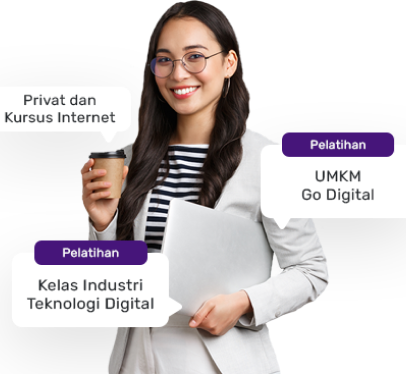 Privat dan
Kursus Internet
Pelatihan
UMKM
Go Digital
Pelatihan
Kelas Industri
Teknologi Digital